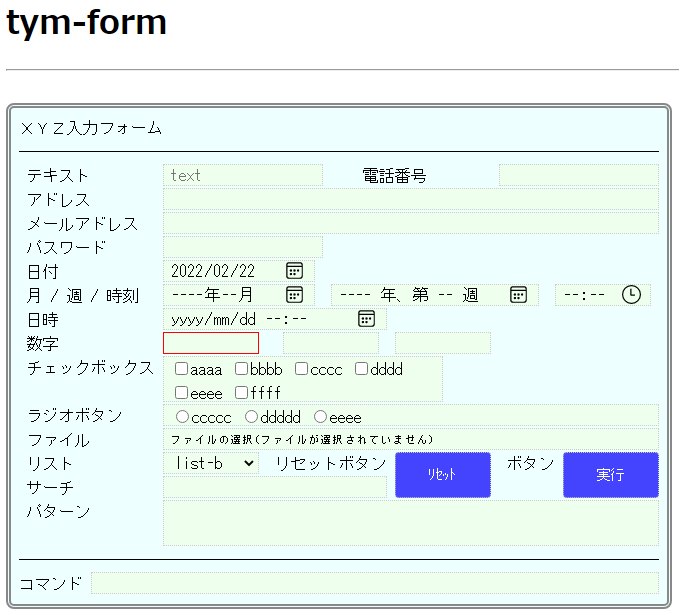 tym-form
ＸＹＺ入力フォーム
テキスト text 電話番号
アドレス
メールアドレス
パスワード
日付 2022/02/22
月 / 週 / 時刻 ----年--月 ---- 年、第 -- 週 --:--
日時 yyyy/mm/dd --:--
数字
チェックボックス aaaa bbbb cccc dddd
eeee ffff
ラジオボタン ccccc ddddd eeee
ファイル ファイルの選択(ファイルが選択されていません)
リスト list-b リセットボタン ﾘｾｯﾄ ボタン 実行
サーチ
パターン
コマンド